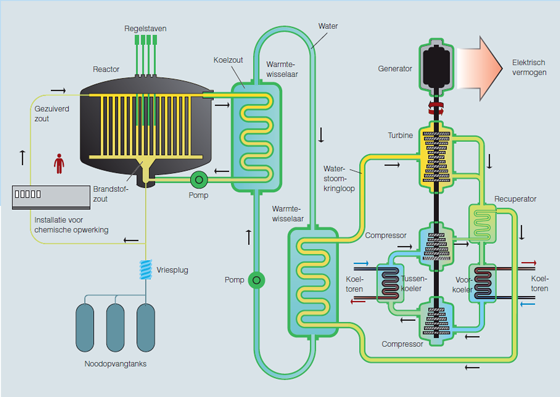 Regelstaven
Water
Koelzout
Warmte-
wisselaar
Generator
Elektrisch
vermogen
Reactor
Gezuiverd
zout
Turbine
Water-
stoom-
kringloop
Brandstof-
zout
Pomp
Recuperator
Installatie voor
chemische opwerking
Warmte-
wisselaar
Compressor
Vriesplug
Pomp
Koel-
toren
Tussen-
koeler
Voor-
koeler
Koel-
toren
Compressor
Noodopvangtanks